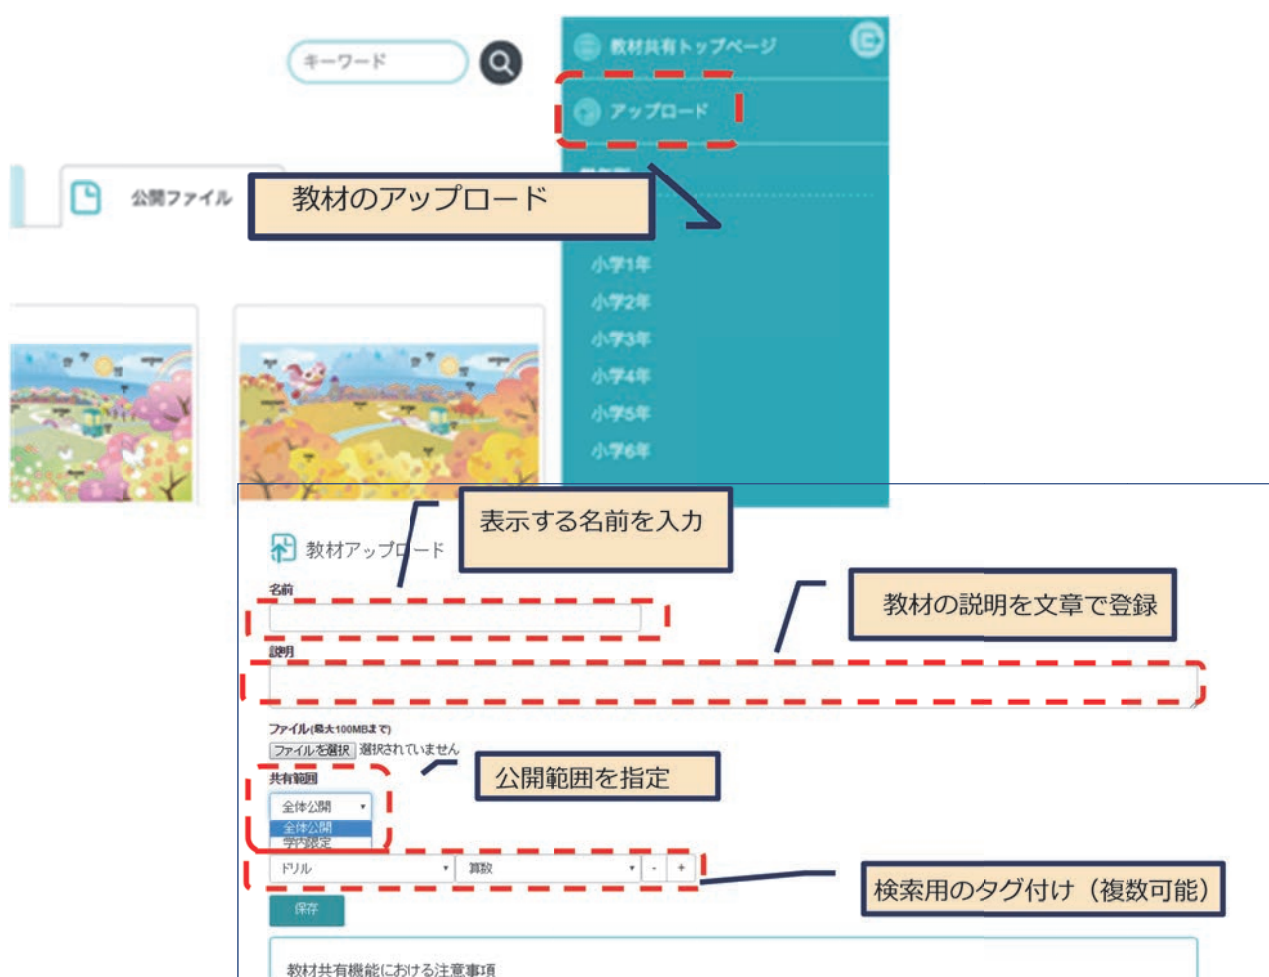 キーワード
教材共有トップページ
アップロード
公開ファイル
教材のアップロード
小学1年
小学2年
小学3年
小学4年
小学5年
小学6年
表示する名前を入力
教材アップロード
名前
教材の説明を文章で登録
説明
ファイル(最大100MBまで)
ファイルを選択 選択されていません
共有範囲
公開範囲を指定
全体公開
全体公開
学内限定
ドリル 算数 - +
検索用のタグ付け（複数可能）
保存
教材共有機能における注意事項